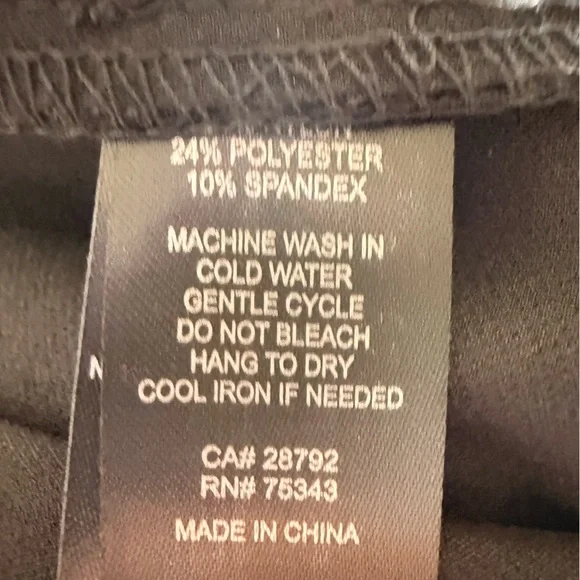 24% POLYESTER
10% SPANDEX
MACHINE WASH IN
COLD WATER
GENTLE CYCLE
DO NOT BLEACH
HANG TO DRY
COOL IRON IF NEEDED
CA# 28792
RN# 75343
MADE IN CHINA